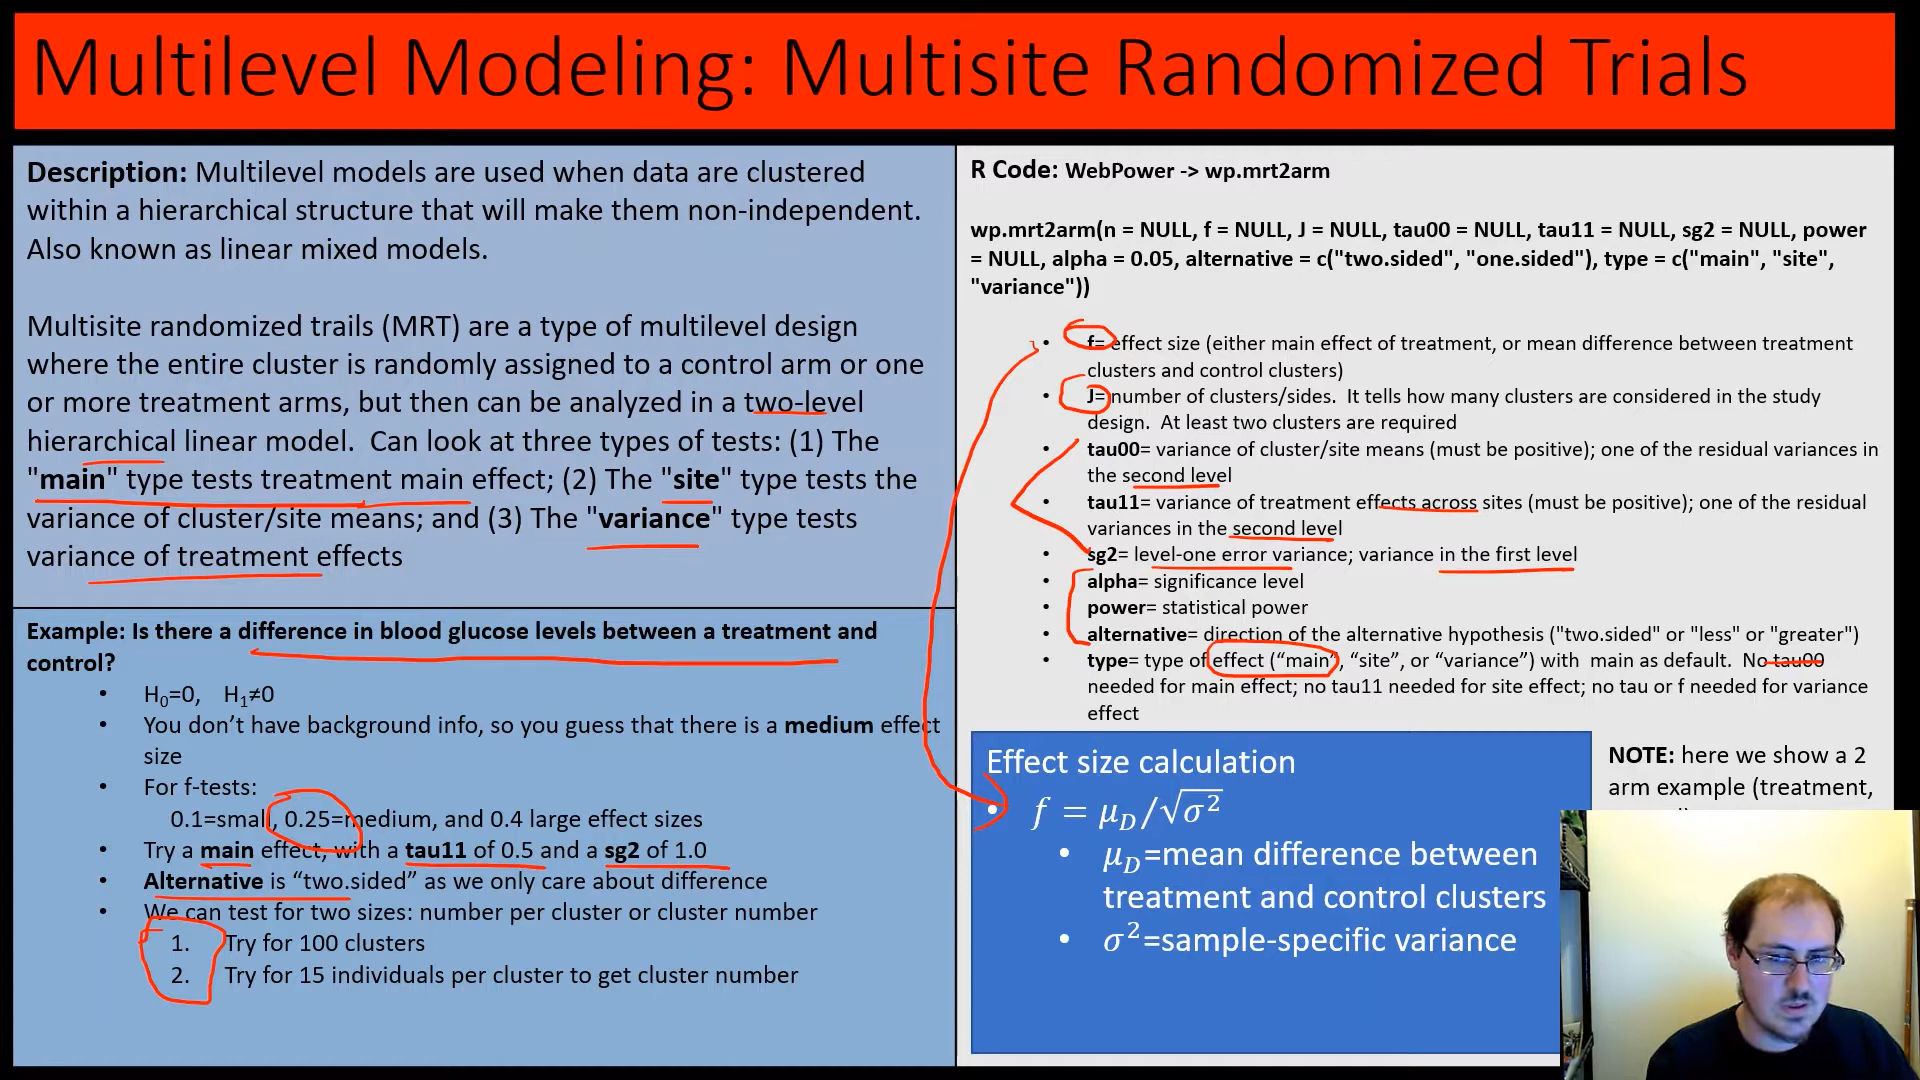 Multilevel Modeling: Multisite Randomized Trials
Description: Multilevel models are used when data are clustered
within a hierarchical structure that will make them non-independent.
Also known as linear mixed models.
Multisite randomized trails (MRT) are a type of multilevel design
where the entire cluster is randomly assigned to a control arm or one
or more treatment arms, but then can be analyzed in a two-level
hierarchical linear model.  Can look at three types of tests: (1) The
"main" type tests treatment main effect; (2) The "site" type tests the
variance of cluster/site means; and (3) The "variance" type tests
variance of treatment effects
Example: Is there a difference in blood glucose levels between a treatment and
control?
• H₀=0,    H₁≠0
• You don’t have background info, so you guess that there is a medium effect
size
• For f-tests:
0.1=small, 0.25=medium, and 0.4 large effect sizes
• Try a main effect, with a tau11 of 0.5 and a sg2 of 1.0
• Alternative is “two.sided” as we only care about difference
• We can test for two sizes: number per cluster or cluster number
1. Try for 100 clusters
2. Try for 15 individuals per cluster to get cluster number
R Code: WebPower -> wp.mrt2arm
wp.mrt2arm(n = NULL, f = NULL, J = NULL, tau00 = NULL, tau11 = NULL, sg2 = NULL, power
= NULL, alpha = 0.05, alternative = c("two.sided", "one.sided"), type = c("main", "site",
"variance"))
• f= effect size (either main effect of treatment, or mean difference between treatment
clusters and control clusters)
• J= number of clusters/sides.  It tells how many clusters are considered in the study
design.  At least two clusters are required
• tau00= variance of cluster/site means (must be positive); one of the residual variances in
the second level
• tau11= variance of treatment effects across sites (must be positive); one of the residual
variances in the second level
• sg2= level-one error variance; variance in the first level
• alpha= significance level
• power= statistical power
• alternative= direction of the alternative hypothesis ("two.sided" or "less" or "greater")
• type= type of effect (“main”, “site”, or “variance”) with  main as default.  No tau00
needed for main effect; no tau11 needed for site effect; no tau or f needed for variance
effect
Effect size calculation
• f = μ_D/√σ²
• μ_D=mean difference between
treatment and control clusters
• σ²=sample-specific variance
NOTE: here we show a 2
arm example (treatment,